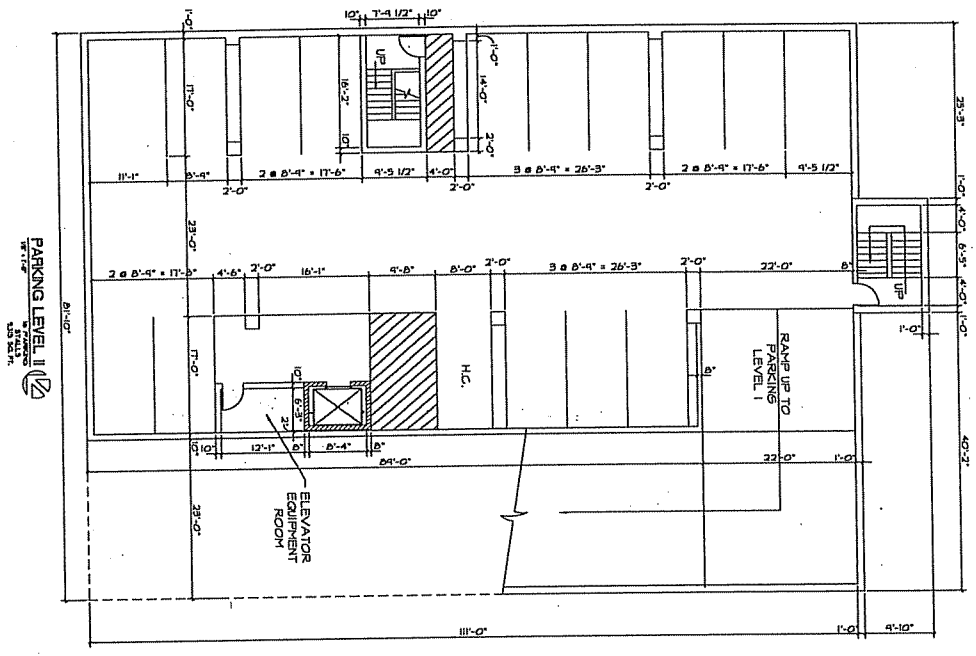 10" 7'-9 1/2" 10"
1'-0"
UP
1'-0"
17'-0"
16'-2"
14'-0"
25'-3"
10"
2'-0"
11'-1" 8'-9" 2 @ 8'-9" = 17'-6" 9'-5 1/2" 4'-0" 3 @ 8'-9" = 26'-3" 2 @ 8'-9" = 17'-6" 9'-5 1/2"
2'-0" 2'-0" 2'-0"
1'-0"
4'-0"
23'-0"
6'-5"
2 @ 8'-9" = 17'-6" 4'-6" 2'-0" 16'-1" 9'-8" 8'-0" 2'-0" 3 @ 8'-9" = 26'-3" 2'-0" 22'-0" 8"
UP
4'-0"
1'-0"
1'-0"
PARKING LEVEL II
STALLS
81'-10"
17'-0"
10"
6'-3"
2'
H.C.
8"
RAMP UP TO
PARKING
LEVEL I
10" 10" 12'-1" 8" 8'-4" 8"
89'-0" 22'-0" 1'-0"
40'-2"
23'-0"
ELEVATOR
EQUIPMENT
ROOM
111'-0" 1'-0" 9'-10"